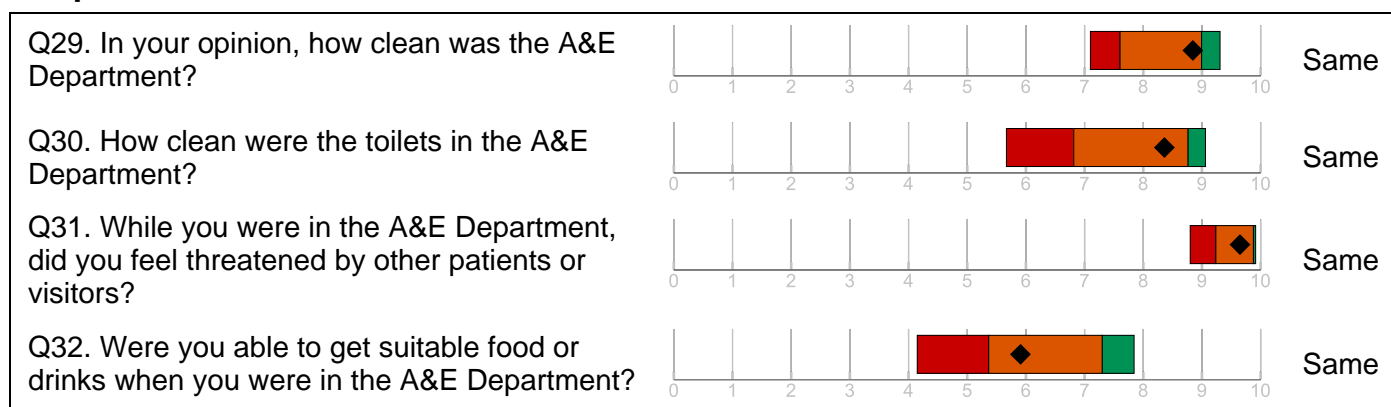 Q29. In your opinion, how clean was the A&E
Department?
0 1 2 3 4 5 6 7 8 9 10
Same
Q30. How clean were the toilets in the A&E
Department?
0 1 2 3 4 5 6 7 8 9 10
Same
Q31. While you were in the A&E Department,
did you feel threatened by other patients or
visitors?
0 1 2 3 4 5 6 7 8 9 10
Same
Q32. Were you able to get suitable food or
drinks when you were in the A&E Department?
0 1 2 3 4 5 6 7 8 9 10
Same